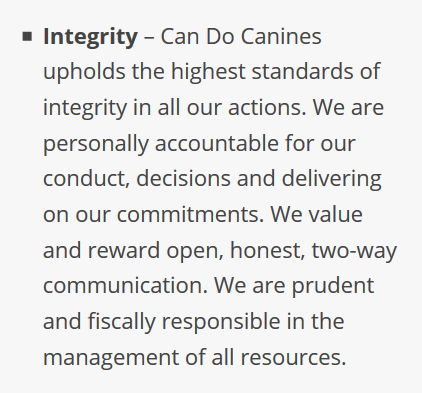 ▪ Integrity – Can Do Canines
upholds the highest standards of
integrity in all our actions. We are
personally accountable for our
conduct, decisions and delivering
on our commitments. We value
and reward open, honest, two-way
communication. We are prudent
and fiscally responsible in the
management of all resources.